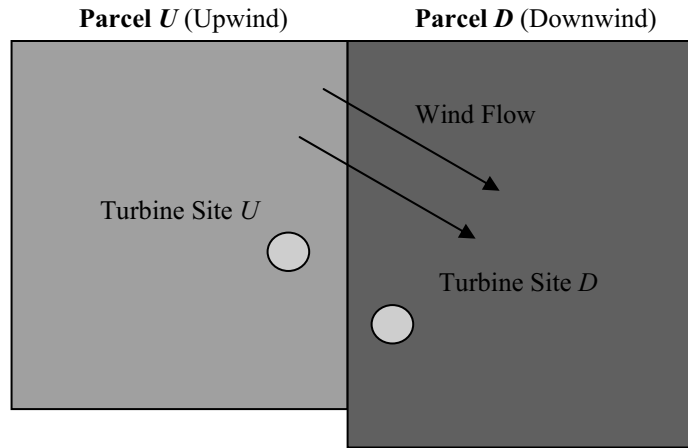 Parcel U (Upwind) Parcel D (Downwind)
Wind Flow
Turbine Site U
Turbine Site D